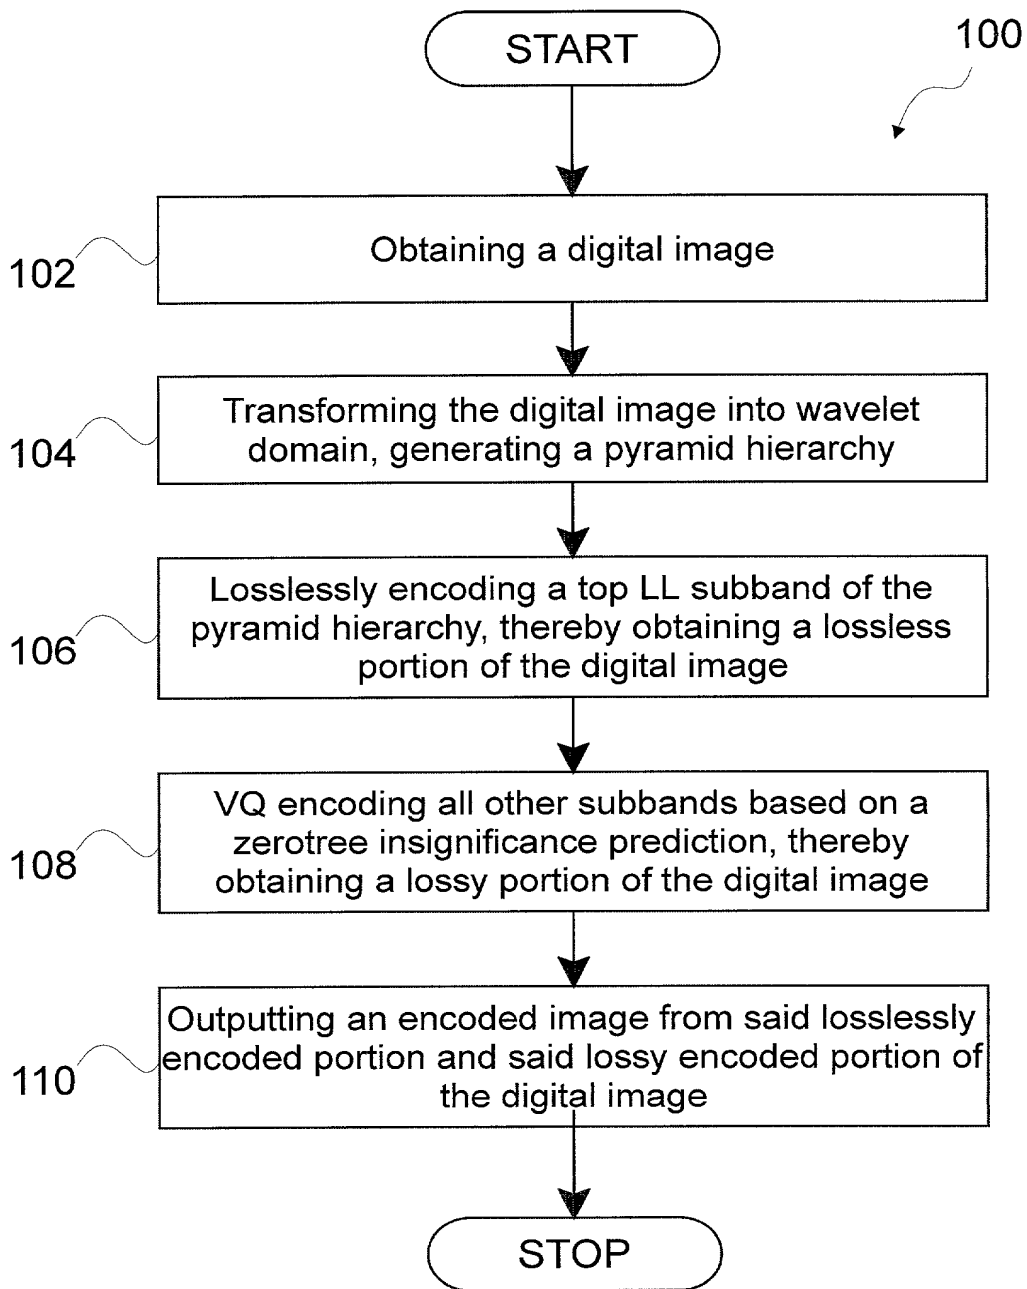 START
100
102
Obtaining a digital image
104
Transforming the digital image into wavelet
domain, generating a pyramid hierarchy
106
Losslessly encoding a top LL subband of the
pyramid hierarchy, thereby obtaining a lossless
portion of the digital image
108
VQ encoding all other subbands based on a
zerotree insignificance prediction, thereby
obtaining a lossy portion of the digital image
110
Outputting an encoded image from said losslessly
encoded portion and said lossy encoded portion of
the digital image
STOP